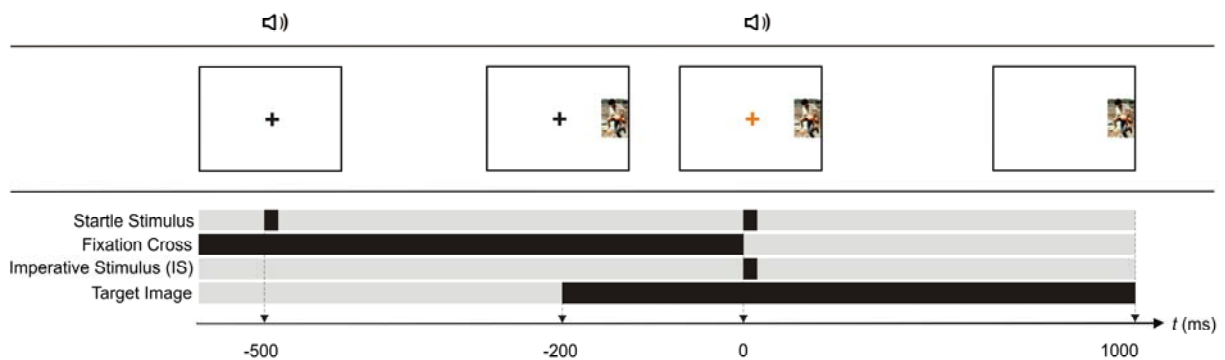 Startle Stimulus
Fixation Cross
Imperative Stimulus (IS)
Target Image
t (ms)
-500 -200 0 1000